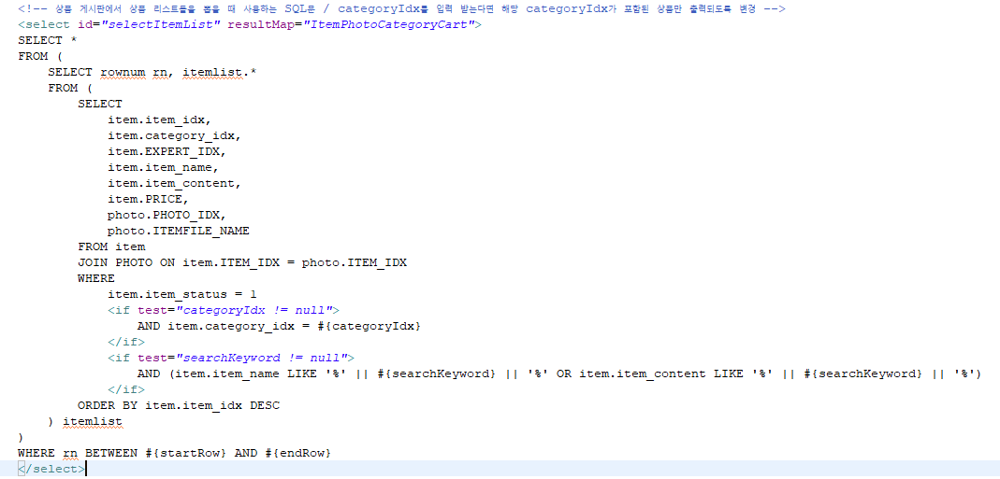 <!-- 상품 게시판에서 상품 리스트들을 뽑을 때 사용하는 SQL문 / categoryIdx를 입력 받는다면 해당 categoryIdx가 포함된 상품만 출력되도록 변경 -->
<select id="selectItemList" resultMap="ItemPhotoCategoryCart">
SELECT *
FROM (
    SELECT rownum rn, itemlist.*
    FROM (
        SELECT
            item.item_idx,
            item.category_idx,
            item.EXPERT_IDX,
            item.item_name,
            item.item_content,
            item.PRICE,
            photo.PHOTO_IDX,
            photo.ITEMFILE_NAME
        FROM item
        JOIN PHOTO ON item.ITEM_IDX = photo.ITEM_IDX
        WHERE
            item.item_status = 1
            <if test="categoryIdx != null">
                AND item.category_idx = #{categoryIdx}
            </if>
            <if test="searchKeyword != null">
                AND (item.item_name LIKE '%' || #{searchKeyword} || '%' OR item.item_content LIKE '%' || #{searchKeyword} || '%')
            </if>
        ORDER BY item.item_idx DESC
    ) itemlist
)
WHERE rn BETWEEN #{startRow} AND #{endRow}
</select>